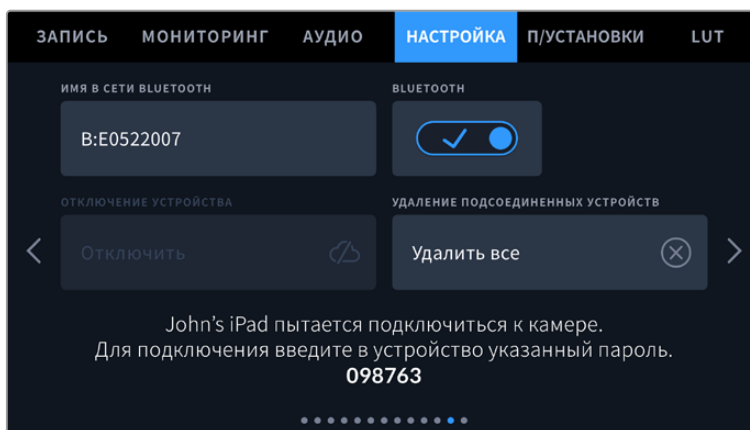 ЗАПИСЬ МОНИТОРИНГ АУДИО НАСТРОЙКА П/УСТАНОВКИ LUT
ИМЯ В СЕТИ BLUETOOTH BLUETOOTH
B:E0522007
ОТКЛЮЧЕНИЕ УСТРОЙСТВА УДАЛЕНИЕ ПОДСОЕДИНЕННЫХ УСТРОЙСТВ
Отключить Удалить все
John's iPad пытается подключиться к камере.
Для подключения введите в устройство указанный пароль.
098763